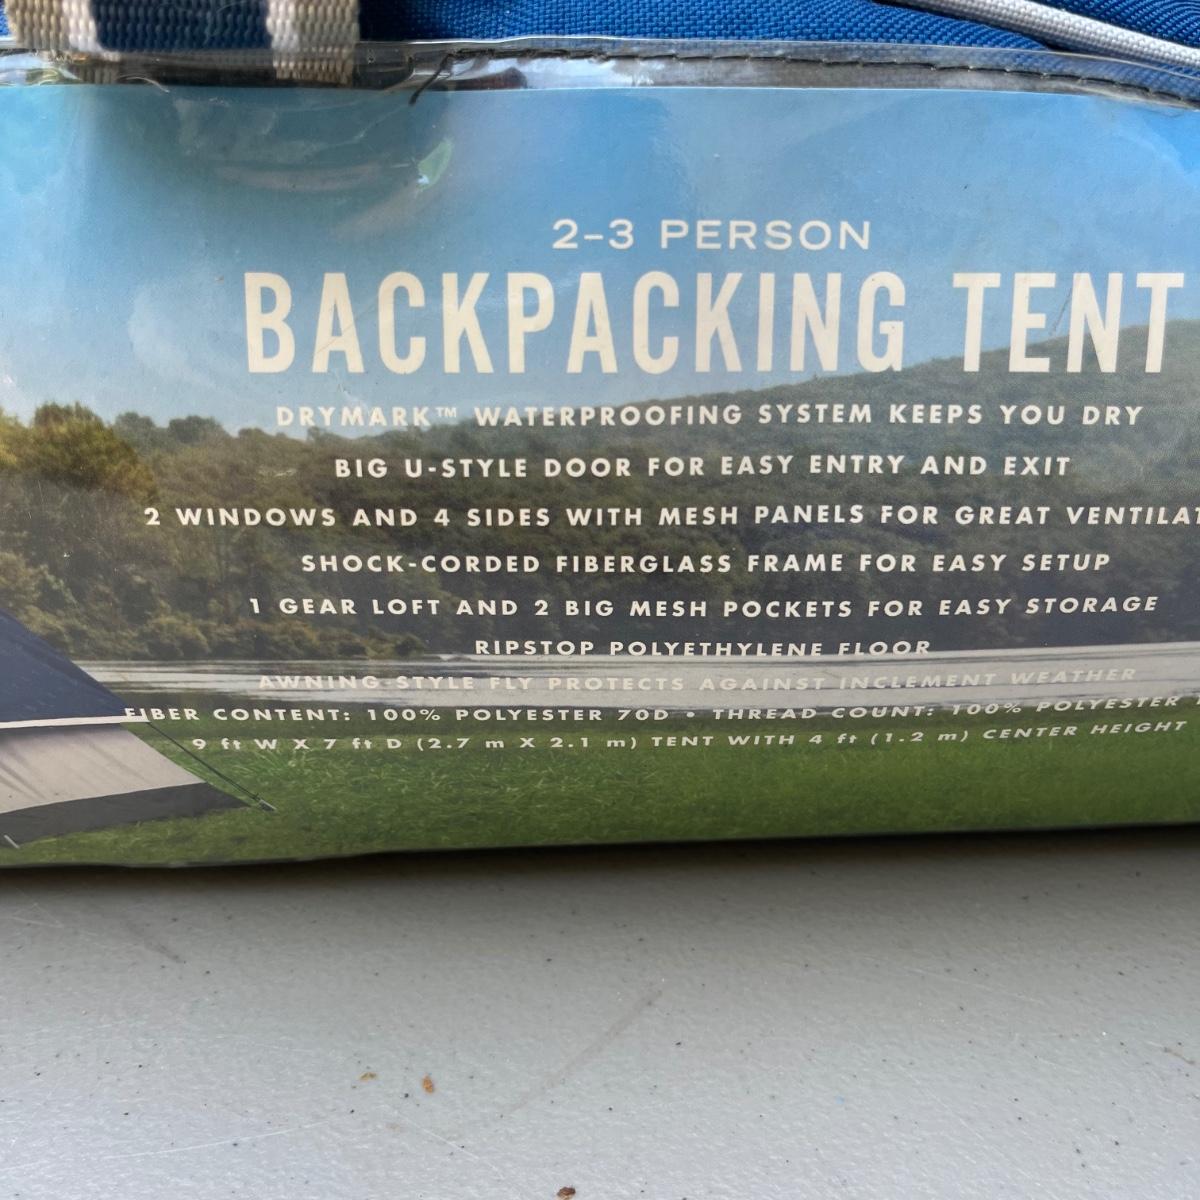 2-3 PERSON
BACKPACKING TENT
DRYMARK™ WATERPROOFING SYSTEM KEEPS YOU DRY
BIG U-STYLE DOOR FOR EASY ENTRY AND EXIT
2 WINDOWS AND 4 SIDES WITH MESH PANELS FOR GREAT VENTILAT
SHOCK-CORDED FIBERGLASS FRAME FOR EASY SETUP
1 GEAR LOFT AND 2 BIG MESH POCKETS FOR EASY STORAGE
RIPSTOP POLYETHYLENE FLOOR
AWNING-STYLE FLY PROTECTS AGAINST INCLEMENT WEATHER
FIBER CONTENT: 100% POLYESTER 70D • THREAD COUNT: 100% POLYESTER
9 ft W X 7 ft D (2.7 m X 2.1 m) TENT WITH 4 ft (1.2 m) CENTER HEIGHT